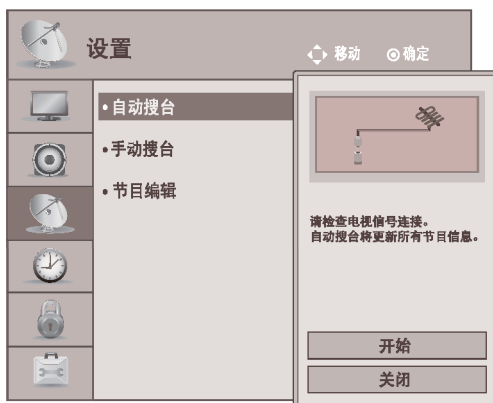 设置
移动 确定
• 自动搜台
• 手动搜台
• 节目编辑
请检查电视信号连接。
自动搜台将更新所有节目信息。
开始
关闭